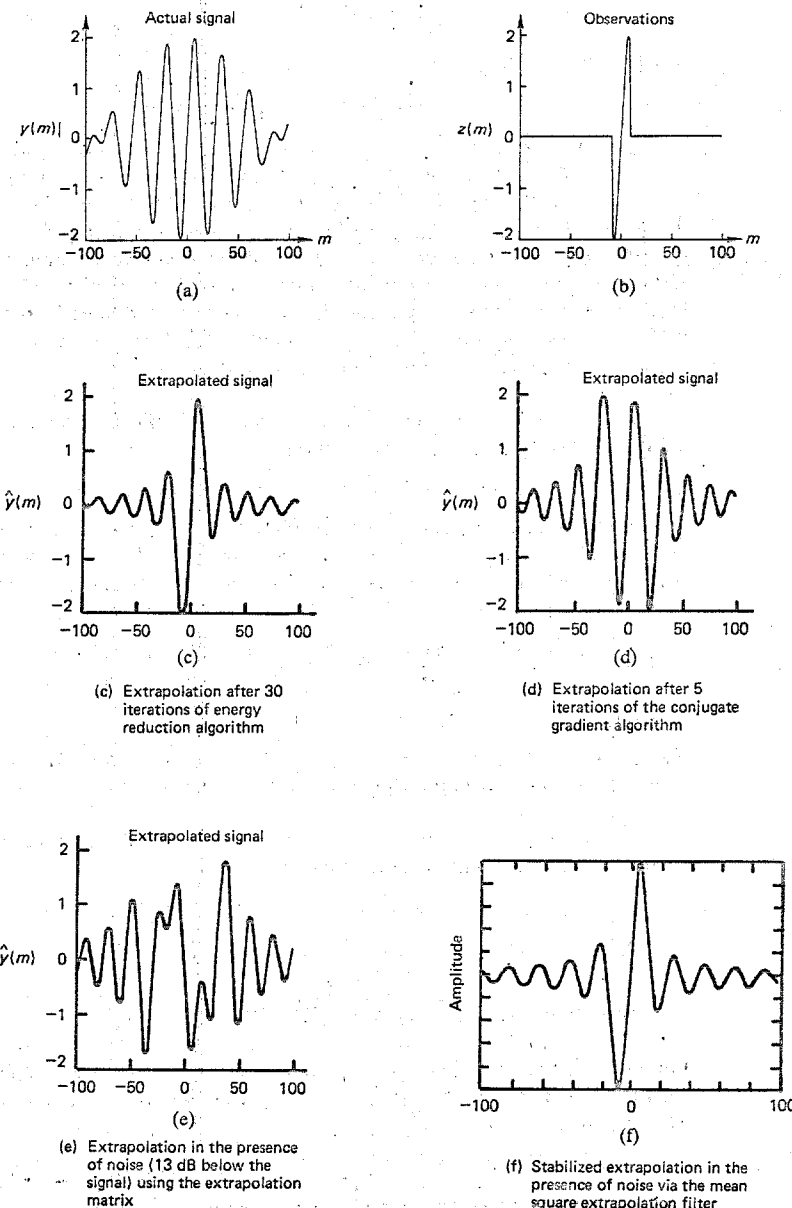 Actual signal
2
1
y(m)
0
−1
−2
−100 −50 0 50 100 m
(a)
Observations
2
1
z(m) 0
−1
−2
−100 −50 0 50 100 m
(b)
Extrapolated signal
2
1
ŷ(m) 0
−1
−2
−100 −50 0 50 100
(c)
(c) Extrapolation after 30
iterations of energy
reduction algorithm
Extrapolated signal
2
1
ŷ(m) 0
−1
−2
−100 −50 0 50 100
(d)
(d) Extrapolation after 5
iterations of the conjugate
gradient algorithm
Extrapolated signal
2
1
ŷ(m) 0
−1
−2
−100 −50 0 50 100
(e)
(e) Extrapolation in the presence
of noise (13 dB below the
signal) using the extrapolation
matrix
Amplitude
−100 0 100
(f)
(f) Stabilized extrapolation in the
presence of noise via the mean
square extrapolation filter